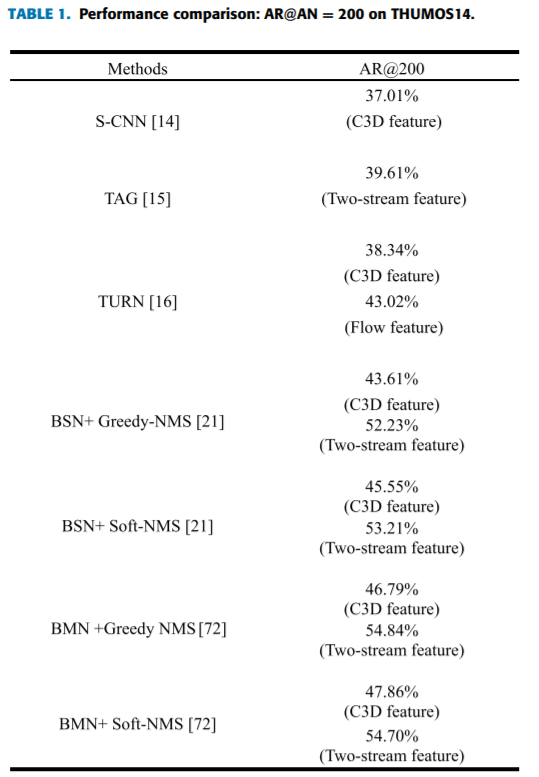 TABLE 1. Performance comparison: AR@AN = 200 on THUMOS14.
Methods AR@200
37.01%
S-CNN [14] (C3D feature)
39.61%
TAG [15] (Two-stream feature)
38.34%
(C3D feature)
TURN [16] 43.02%
(Flow feature)
43.61%
(C3D feature)
BSN+ Greedy-NMS [21] 52.23%
(Two-stream feature)
45.55%
(C3D feature)
BSN+ Soft-NMS [21] 53.21%
(Two-stream feature)
46.79%
(C3D feature)
BMN +Greedy NMS[72] 54.84%
(Two-stream feature)
47.86%
(C3D feature)
BMN+ Soft-NMS [72] 54.70%
(Two-stream feature)